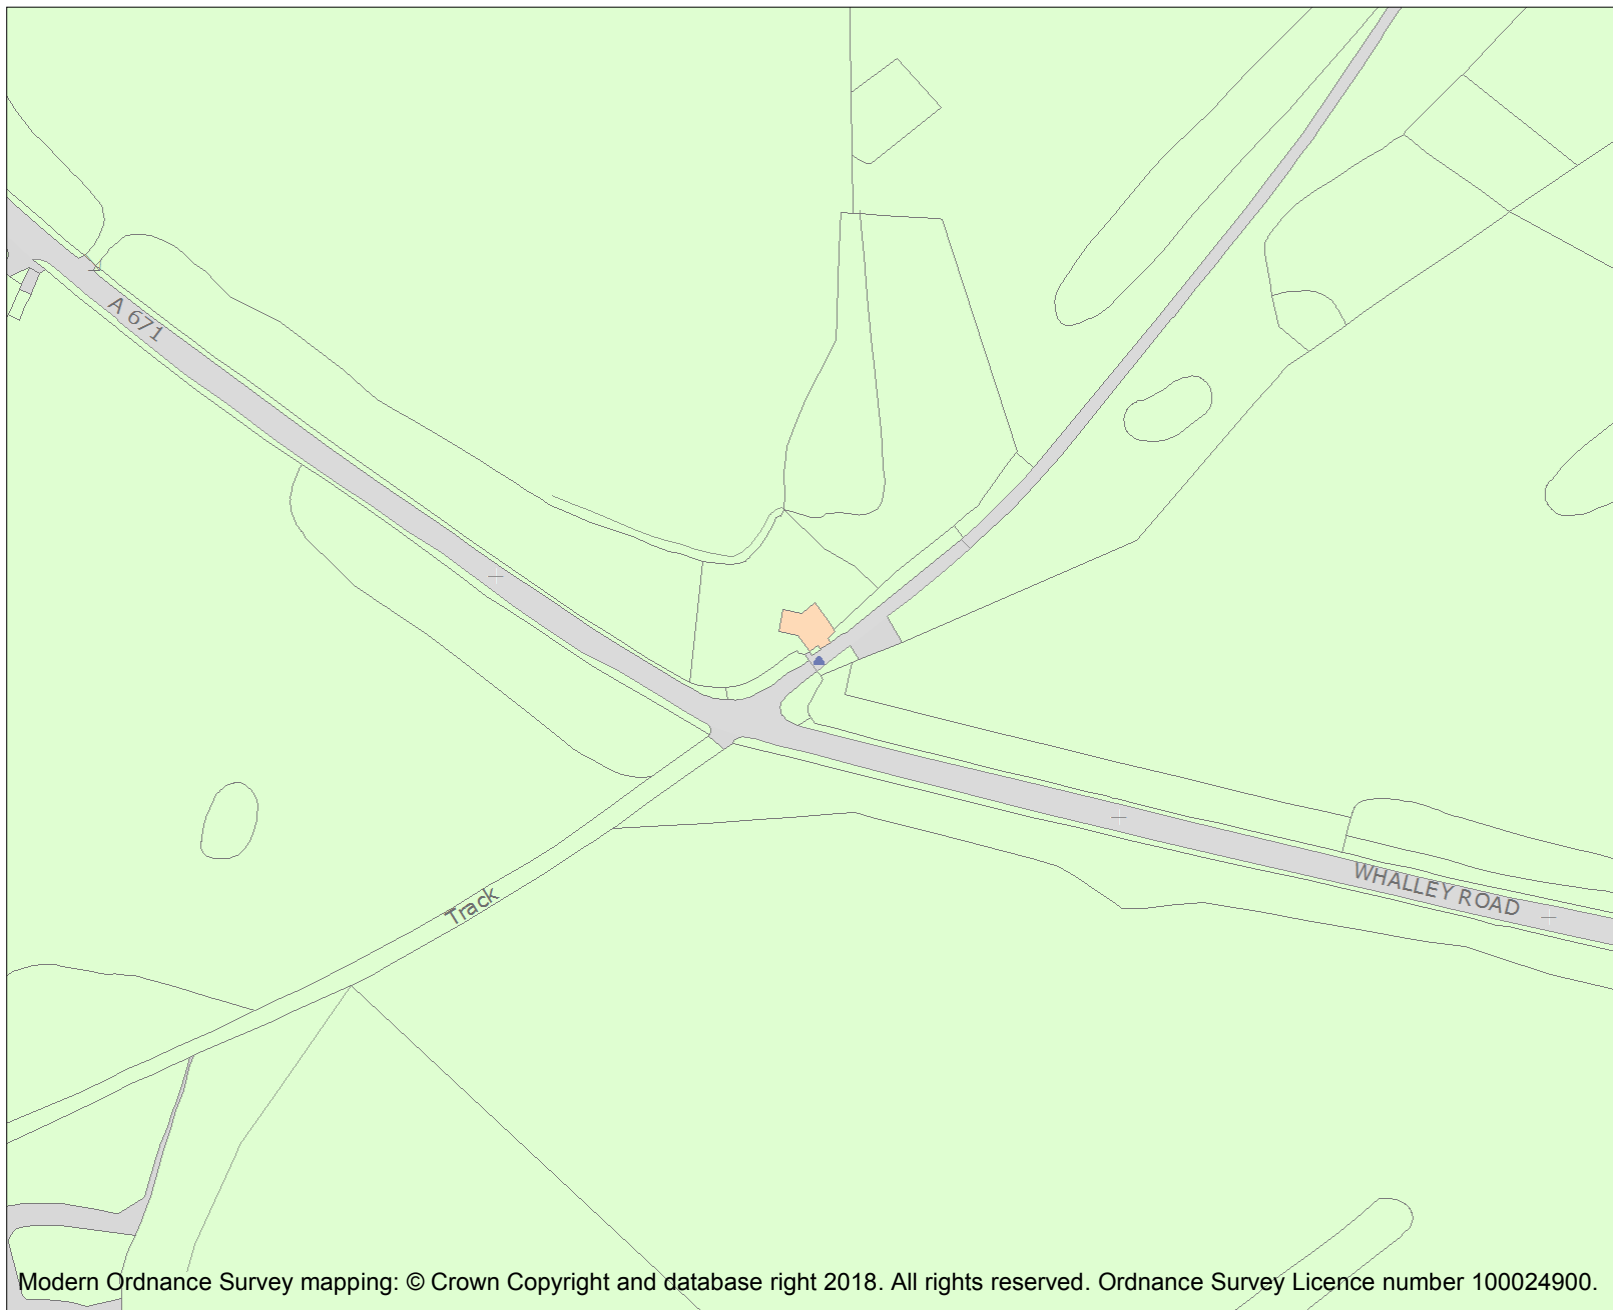 A 671
WHALLEY ROAD
Track
Modern Ordnance Survey mapping: © Crown Copyright and database right 2018. All rights reserved. Ordnance Survey Licence number 100024900.